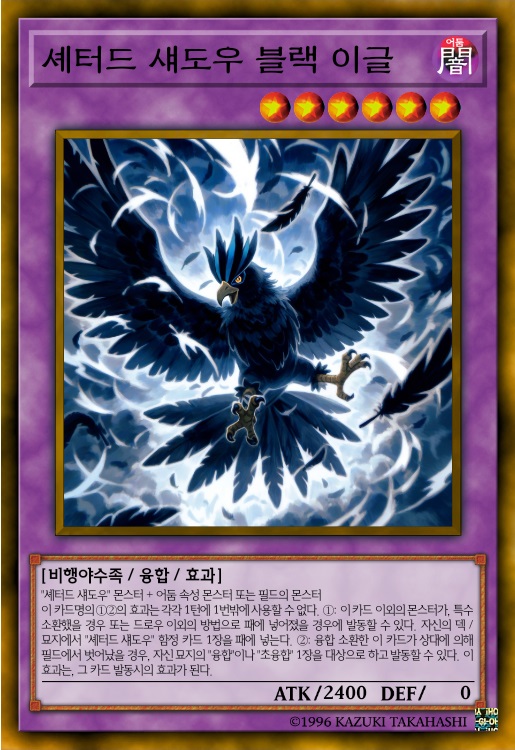 셰터드 섀도우 블랙 이글
어둠
闇
[비행야수족 / 융합 / 효과]
"셰터드 섀도우" 몬스터 + 어둠 속성 몬스터 또는 필드의 몬스터
이 카드명의 ①②의 효과는 각각 1턴에 1번밖에 사용할 수 없다. ①: 이 카드 이외의 몬스터가, 특수
소환했을 경우 또는 드로우 이외의 방법으로 패에 넣어졌을 경우에 발동할 수 있다. 자신의 덱 /
묘지에서 "셰터드 섀도우" 함정 카드 1장을 패에 넣는다. ②: 융합 소환한 이 카드가 상대에 의해
필드에서 벗어났을 경우, 자신 묘지의 "융합"이나 "초융합" 1장을 대상으로 하고 발동할 수 있다. 이
효과는, 그 카드 발동시의 효과가 된다.
ATK/2400 DEF/ 0
©1996 KAZUKI TAKAHASHI